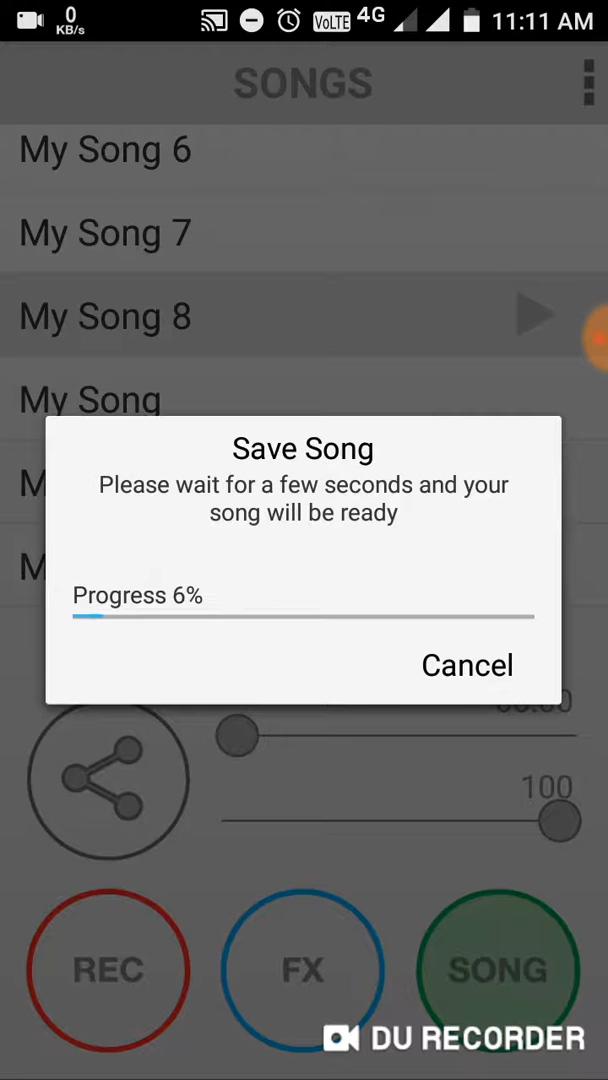 0
KB/s
VoLTE
4G
11:11 AM
SONGS
My Song 6
My Song 7
My Song 8
My Song
M
M
Save Song
Please wait for a few seconds and your
song will be ready
Progress 6%
Cancel
100
REC
FX
SONG
DU RECORDER